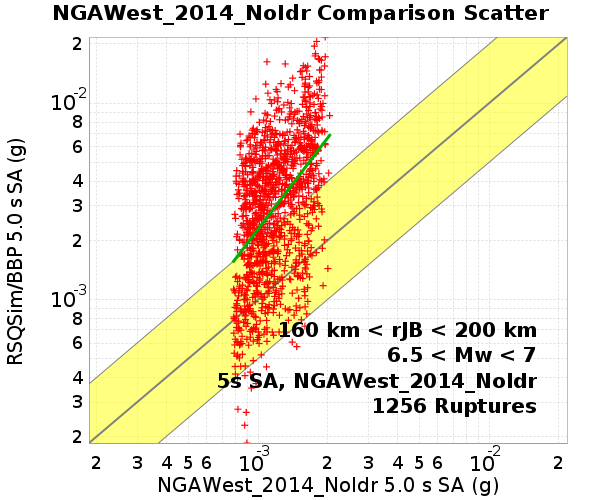 NGAWest_2014_NoIdr Comparison Scatter
RSQSim/BBP 5.0 s SA (g)
2
10⁻²
8
6
4
3
2
10⁻³
8
6
4
3
2
160 km < rJB < 200 km
6.5 < Mw < 7
5s SA, NGAWest_2014_NoIdr
1256 Ruptures
2 3 4 5 6 10⁻³ 2 3 4 5 6 10⁻² 2
NGAWest_2014_NoIdr 5.0 s SA (g)